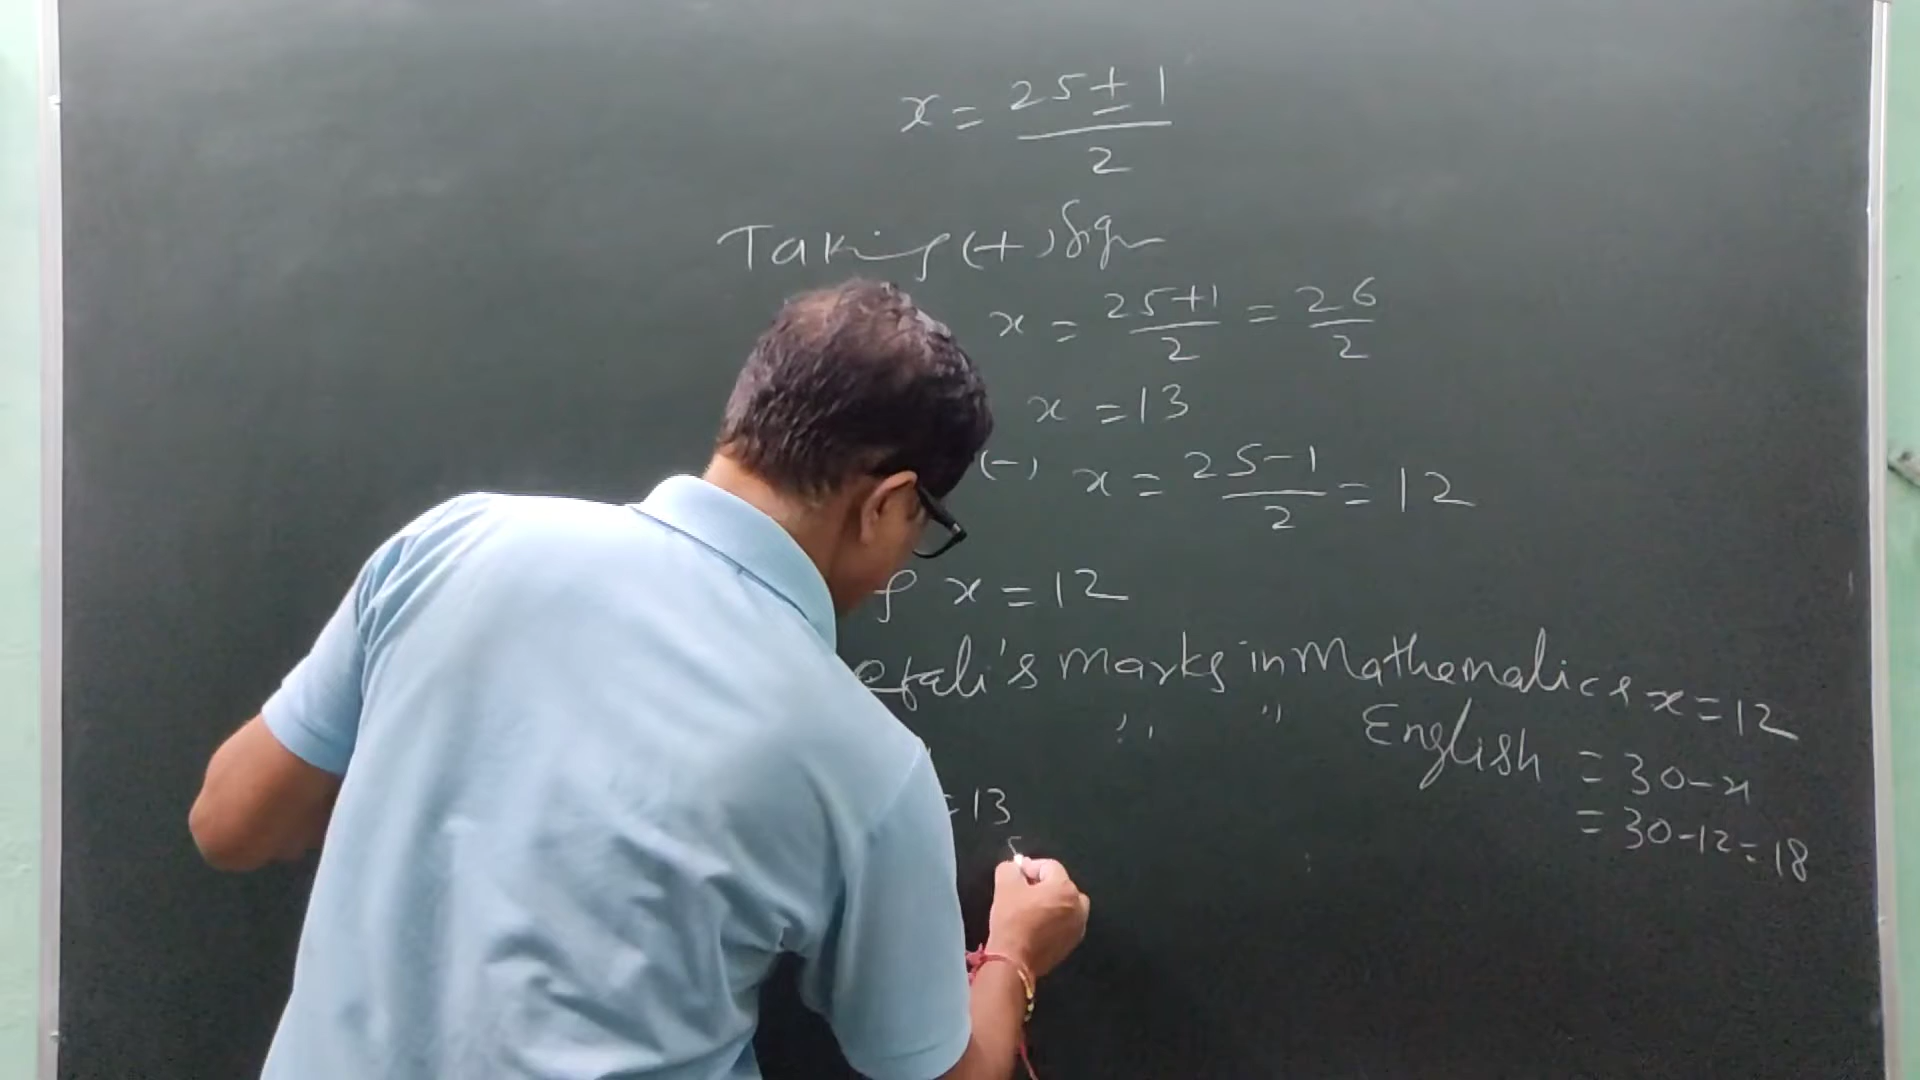 x = 25 ± 1 / 2
Taking (+) Sign
x = 25+1 / 2 = 26 / 2
x = 13
(-) x = 25-1 / 2 = 12
f x = 12
efali's marks in Mathematics x = 12
" " English = 30-x
= 30-12 = 18
= 13